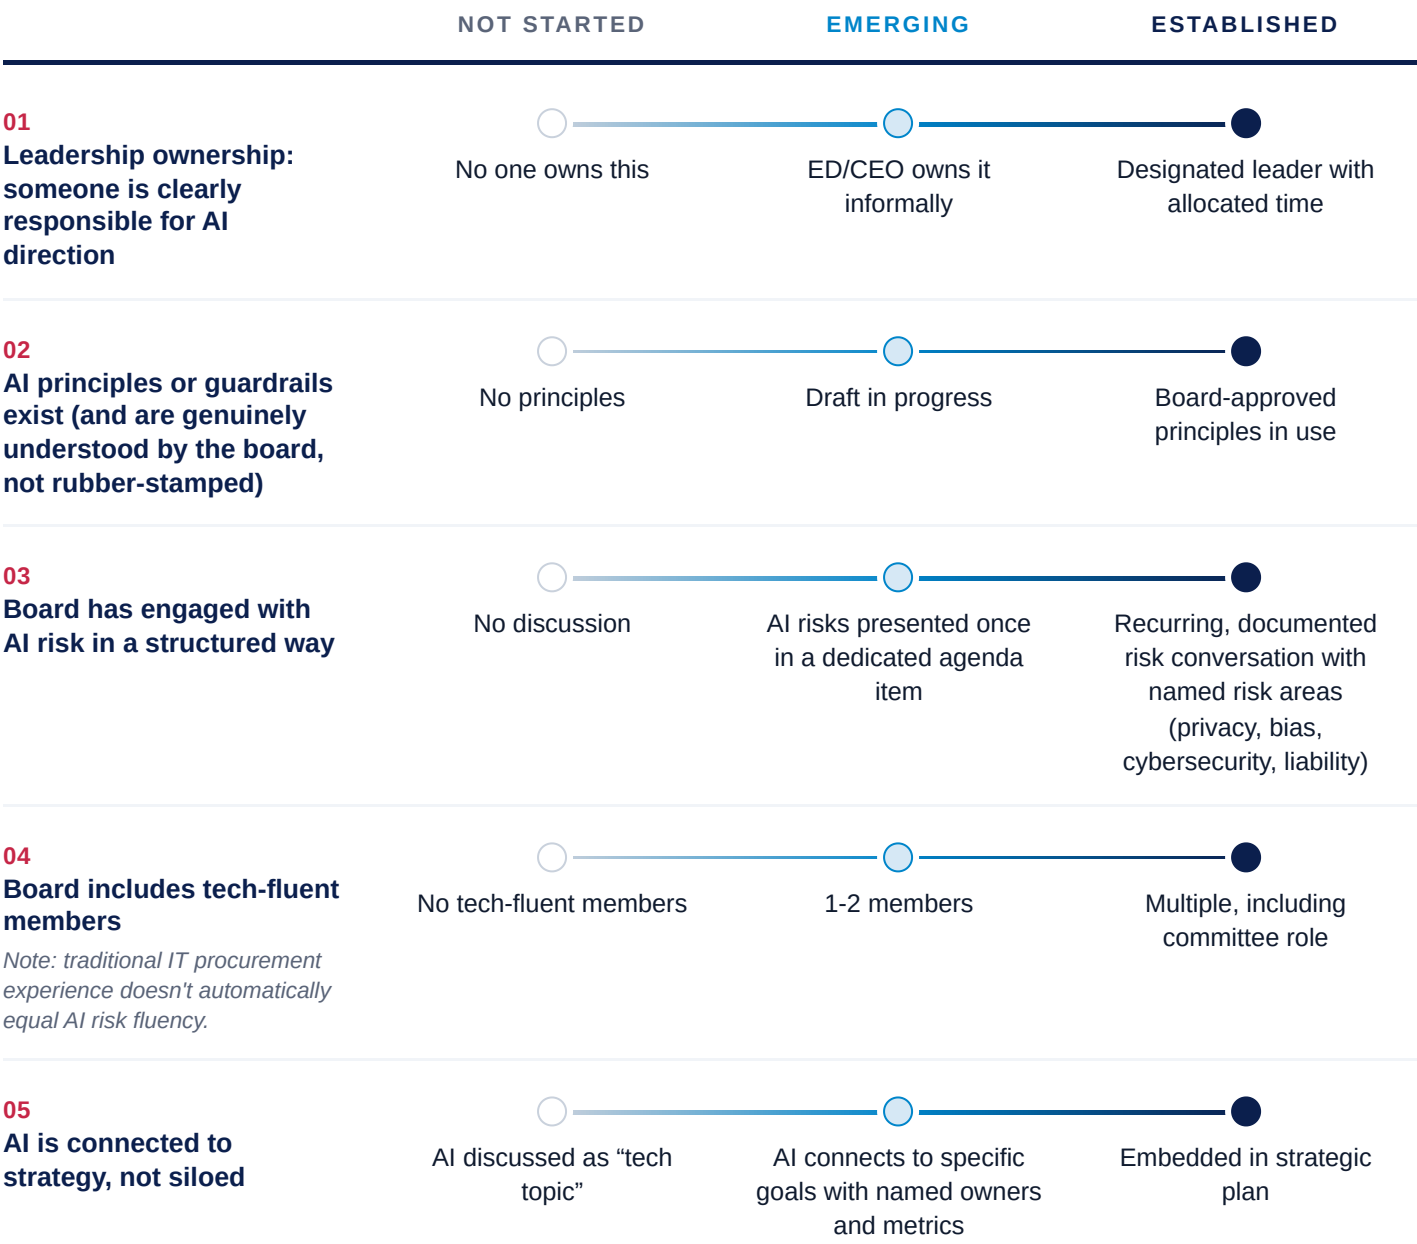 NOT STARTED
EMERGING
ESTABLISHED
01
Leadership ownership:
someone is clearly
responsible for AI
direction
No one owns this
ED/CEO owns it
informally
Designated leader with
allocated time
02
AI principles or guardrails
exist (and are genuinely
understood by the board,
not rubber-stamped)
No principles
Draft in progress
Board-approved
principles in use
03
Board has engaged with
AI risk in a structured way
No discussion
AI risks presented once
in a dedicated agenda
item
Recurring, documented
risk conversation with
named risk areas
(privacy, bias,
cybersecurity, liability)
04
Board includes tech-fluent
members
Note: traditional IT procurement
experience doesn't automatically
equal AI risk fluency.
No tech-fluent members
1-2 members
Multiple, including
committee role
05
AI is connected to
strategy, not siloed
AI discussed as “tech
topic”
AI connects to specific
goals with named owners
and metrics
Embedded in strategic
plan